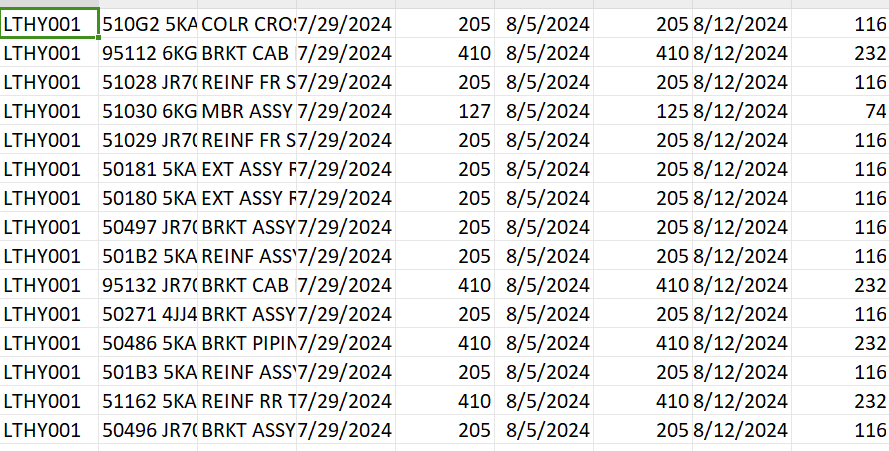 LTHY001 510G2 5KA COLR CROS 7/29/2024 205 8/5/2024 205 8/12/2024 116
LTHY001 95112 6KG BRKT CAB 7/29/2024 410 8/5/2024 410 8/12/2024 232
LTHY001 51028 JR70 REINF FR S 7/29/2024 205 8/5/2024 205 8/12/2024 116
LTHY001 51030 6KG MBR ASSY 7/29/2024 127 8/5/2024 125 8/12/2024 74
LTHY001 51029 JR70 REINF FR S 7/29/2024 205 8/5/2024 205 8/12/2024 116
LTHY001 50181 5KA EXT ASSY R 7/29/2024 205 8/5/2024 205 8/12/2024 116
LTHY001 50180 5KA EXT ASSY R 7/29/2024 205 8/5/2024 205 8/12/2024 116
LTHY001 50497 JR70 BRKT ASSY 7/29/2024 205 8/5/2024 205 8/12/2024 116
LTHY001 501B2 5KA REINF ASSY 7/29/2024 205 8/5/2024 205 8/12/2024 116
LTHY001 95132 JR70 BRKT CAB 7/29/2024 410 8/5/2024 410 8/12/2024 232
LTHY001 50271 4JJ4 BRKT ASSY 7/29/2024 205 8/5/2024 205 8/12/2024 116
LTHY001 50486 5KA BRKT PIPIN 7/29/2024 410 8/5/2024 410 8/12/2024 232
LTHY001 501B3 5KA REINF ASSY 7/29/2024 205 8/5/2024 205 8/12/2024 116
LTHY001 51162 5KA REINF RR T 7/29/2024 410 8/5/2024 410 8/12/2024 232
LTHY001 50496 JR70 BRKT ASSY 7/29/2024 205 8/5/2024 205 8/12/2024 116